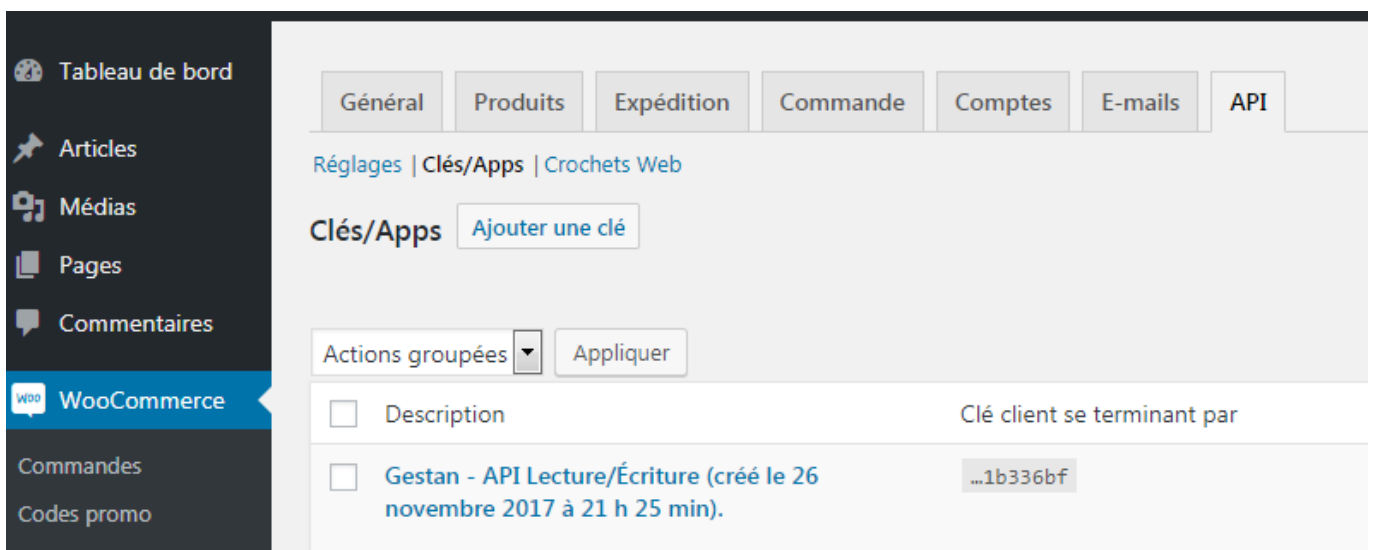 Tableau de bord
Articles
Médias
Pages
Commentaires
woo WooCommerce
Commandes
Codes promo
Général Produits Expédition Commande Comptes E-mails API
Réglages | Clés/Apps | Crochets Web
Clés/Apps Ajouter une clé
Actions groupées Appliquer
Description Clé client se terminant par
Gestan - API Lecture/Écriture (créé le 26 …1b336bf
novembre 2017 à 21 h 25 min).